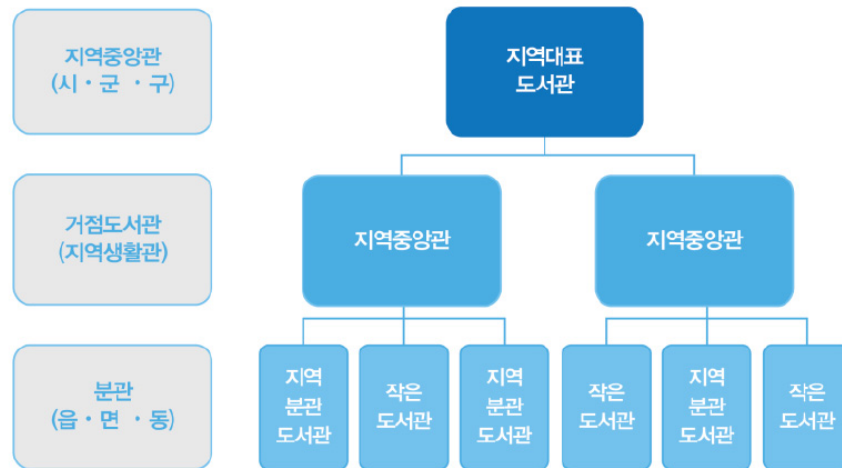 지역중앙관
(시・군 ・구)
지역대표
도서관
거점도서관
(지역생활관)
지역중앙관
지역중앙관
분관
(읍・면 ・동)
지역
분관
도서관
작은
도서관
지역
분관
도서관
작은
도서관
지역
분관
도서관
작은
도서관